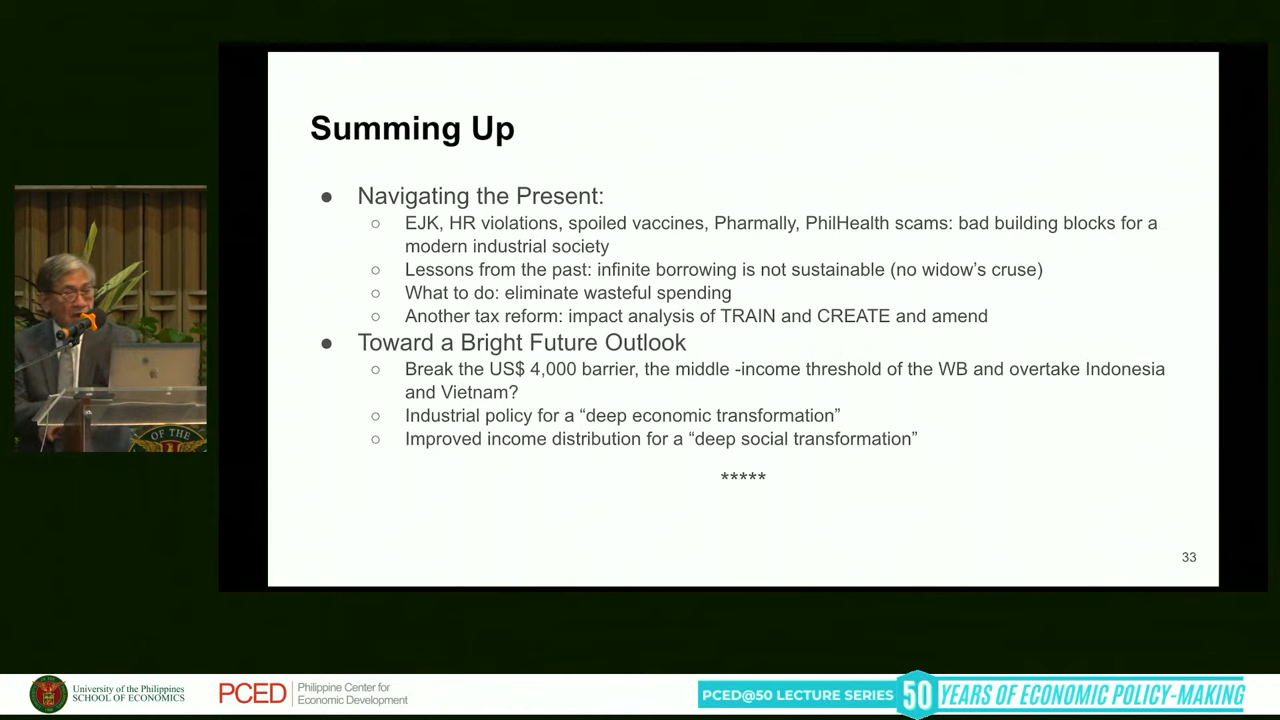 Summing Up
● Navigating the Present:
○ EJK, HR violations, spoiled vaccines, Pharmally, PhilHealth scams: bad building blocks for a
modern industrial society
○ Lessons from the past: infinite borrowing is not sustainable (no widow’s cruse)
○ What to do: eliminate wasteful spending
○ Another tax reform: impact analysis of TRAIN and CREATE and amend
● Toward a Bright Future Outlook
○ Break the US$ 4,000 barrier, the middle -income threshold of the WB and overtake Indonesia
and Vietnam?
○ Industrial policy for a “deep economic transformation”
○ Improved income distribution for a “deep social transformation”
*****
33
OF THE
University of the Philippines
SCHOOL OF ECONOMICS
PCED
Philippine Center for
Economic Development
PCED@50 LECTURE SERIES
50 YEARS OF ECONOMIC POLICY-MAKING